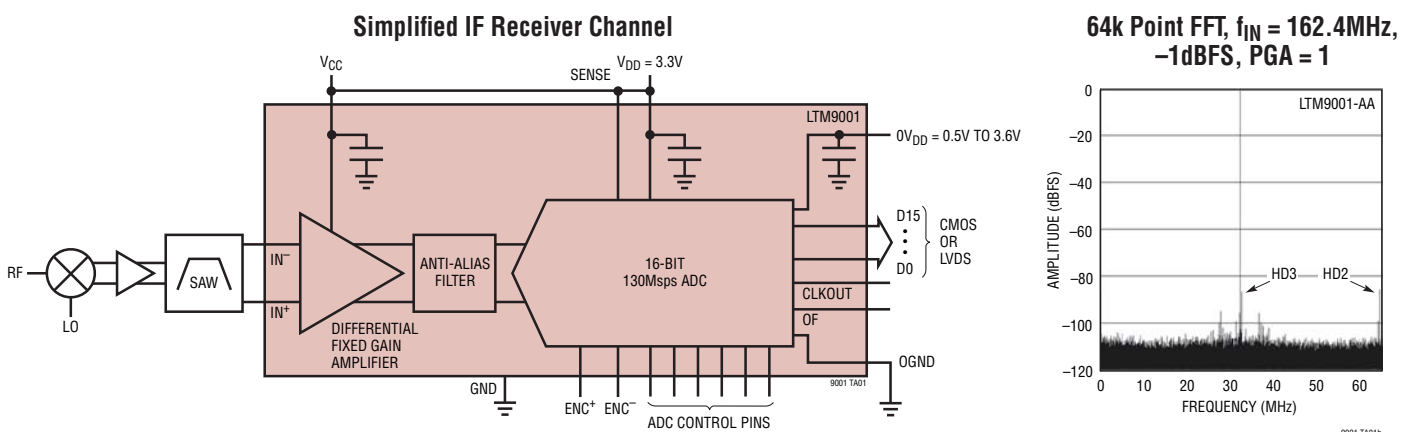 Simplified IF Receiver Channel
VCC
SENSE
VDD = 3.3V
LTM9001
0VDD = 0.5V TO 3.6V
RF
LO
SAW
IN–
IN+
DIFFERENTIAL
FIXED GAIN
AMPLIFIER
ANTI-ALIAS
FILTER
16-BIT
130Msps ADC
D15
•
•
•
D0
CMOS
OR
LVDS
CLKOUT
OF
OGND
GND
ENC+
ENC–
ADC CONTROL PINS
9001 TA01
64k Point FFT, fIN = 162.4MHz,
–1dBFS, PGA = 1
LTM9001-AA
AMPLITUDE (dBFS)
0
–20
–40
–60
–80
–100
–120
HD3
HD2
0 10 20 30 40 50 60
FREQUENCY (MHz)
9001 TA01b